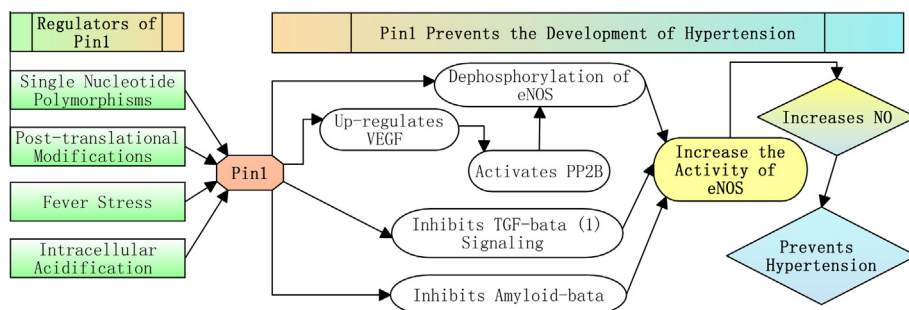 Regulators of
Pin1
Pin1 Prevents the Development of Hypertension
Single Nucleotide
Polymorphisms
Post-translational
Modifications
Fever Stress
Intracellular
Acidification
Pin1
Dephosphorylation of
eNOS
Up-regulates
VEGF
Activates PP2B
Inhibits TGF-bata (1)
Signaling
Inhibits Amyloid-bata
Increase the
Activity of
eNOS
Increases NO
Prevents
Hypertension